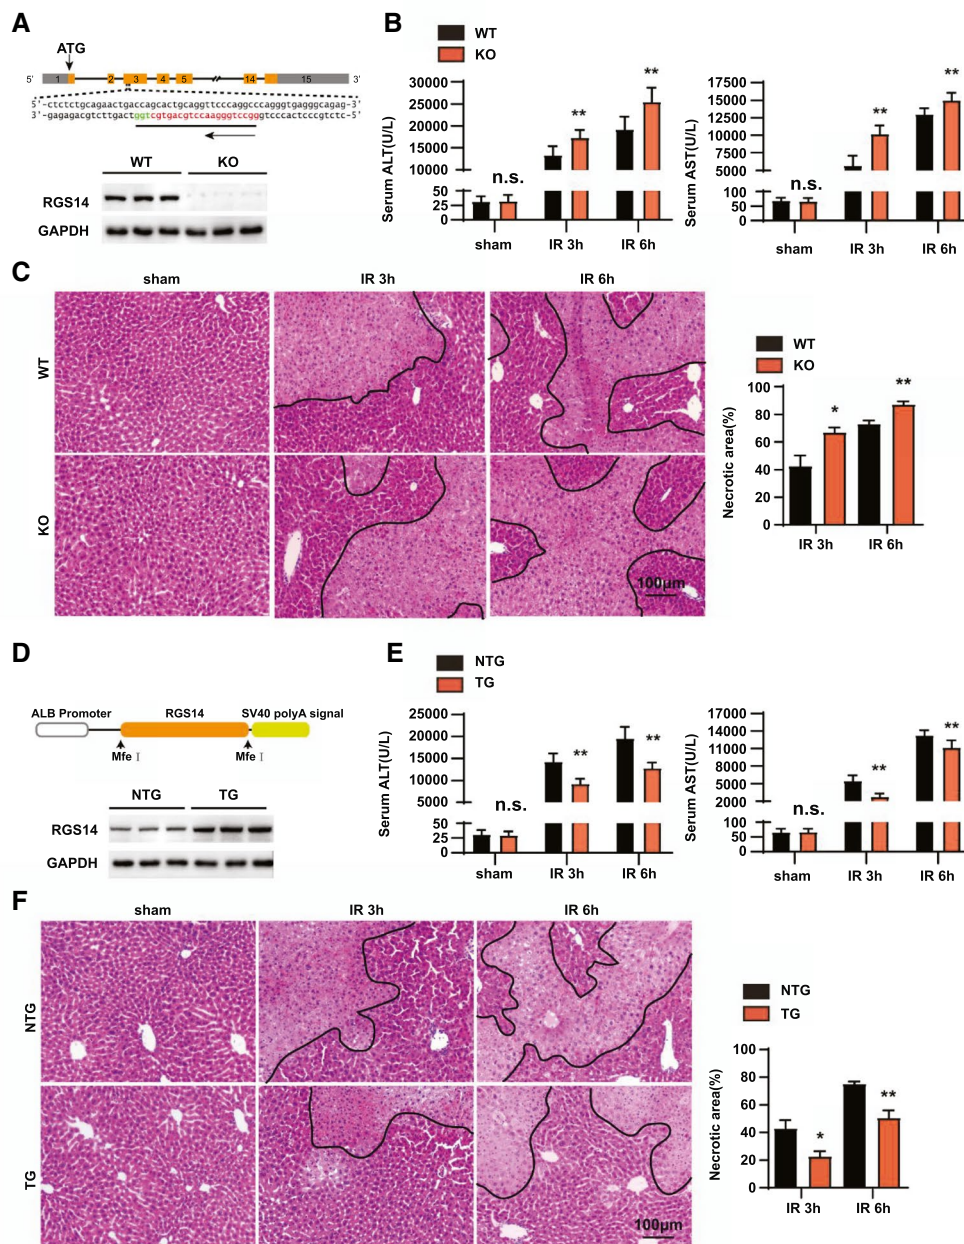 A
ATG
5' 1 2 3 4 5 14 15 3'
5'-ctctctgcagaactgaccagcactgcaggttcccaggcccagggtgaggcagag-3'
3'-gagagacgtcttgactggtcgtgacgtccaagggtccgggtcccactcccgtctc-5'
WT KO
RGS14
GAPDH
B
WT
KO
Serum ALT(U/L)
30000
25000
20000
15000
10000
50
25
0
n.s.
**
**
sham IR 3h IR 6h
Serum AST(U/L)
17500
15000
12500
10000
7500
5000
100
50
0
n.s.
**
**
sham IR 3h IR 6h
C
sham IR 3h IR 6h
WT
KO
100μm
WT
KO
Necrotic area(%)
100
80
60
40
20
0
*
**
IR 3h IR 6h
D
ALB Promoter RGS14 SV40 polyA signal
Mfe I Mfe I
NTG TG
RGS14
GAPDH
E
NTG
TG
Serum ALT(U/L)
25000
20000
15000
10000
5000
50
25
0
n.s.
**
**
sham IR 3h IR 6h
Serum AST(U/L)
17000
14000
11000
8000
5000
2000
100
50
0
n.s.
**
**
sham IR 3h IR 6h
F
sham IR 3h IR 6h
NTG
TG
100μm
NTG
TG
Necrotic area(%)
100
80
60
40
20
0
*
**
IR 3h IR 6h